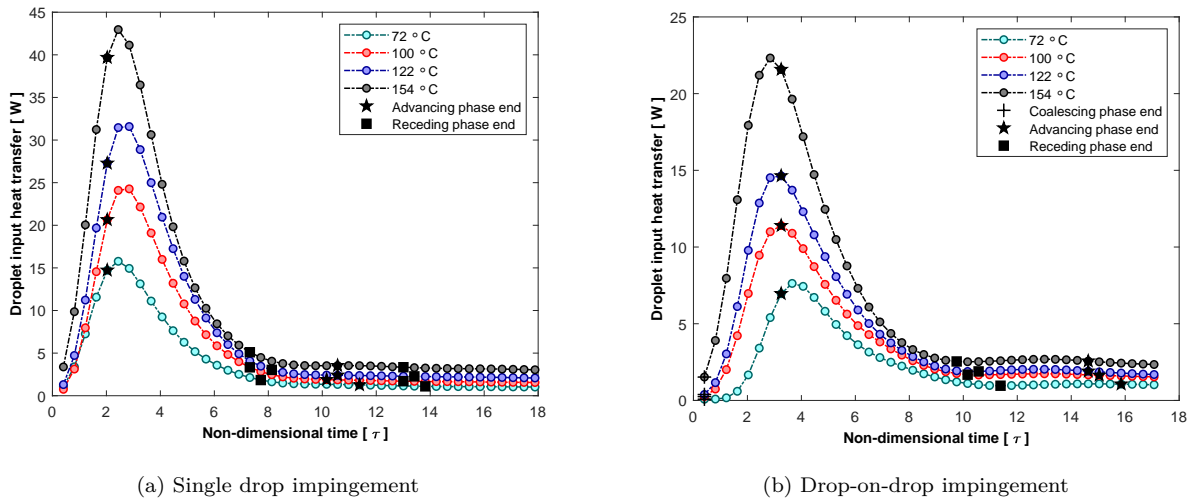 45
40
35
30
25
20
15
10
5
0
Droplet input heat transfer [ W ]
72 °C
100 °C
122 °C
154 °C
Advancing phase end
Receding phase end
0 2 4 6 8 10 12 14 16 18
Non-dimensional time [ τ ]
(a) Single drop impingement
25
20
15
10
5
0
Droplet input heat transfer [ W ]
72 °C
100 °C
122 °C
154 °C
Coalescing phase end
Advancing phase end
Receding phase end
0 2 4 6 8 10 12 14 16 18
Non-dimensional time [ τ ]
(b) Drop-on-drop impingement